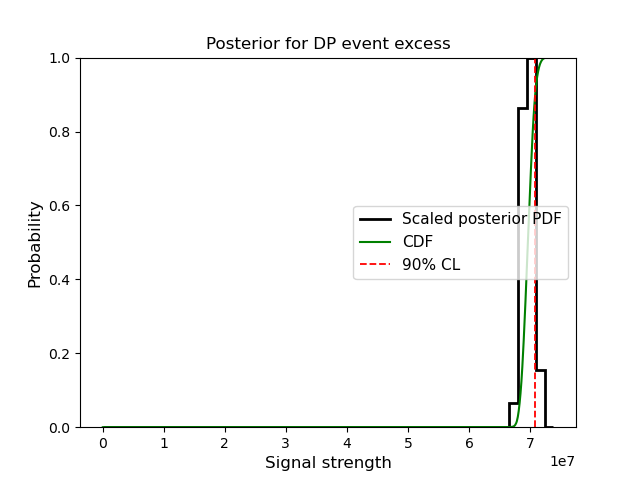 Posterior for DP event excess
Probability
1.0
0.8
0.6
0.4
0.2
0.0
Scaled posterior PDF
CDF
90% CL
0 1 2 3 4 5 6 7
1e7
Signal strength